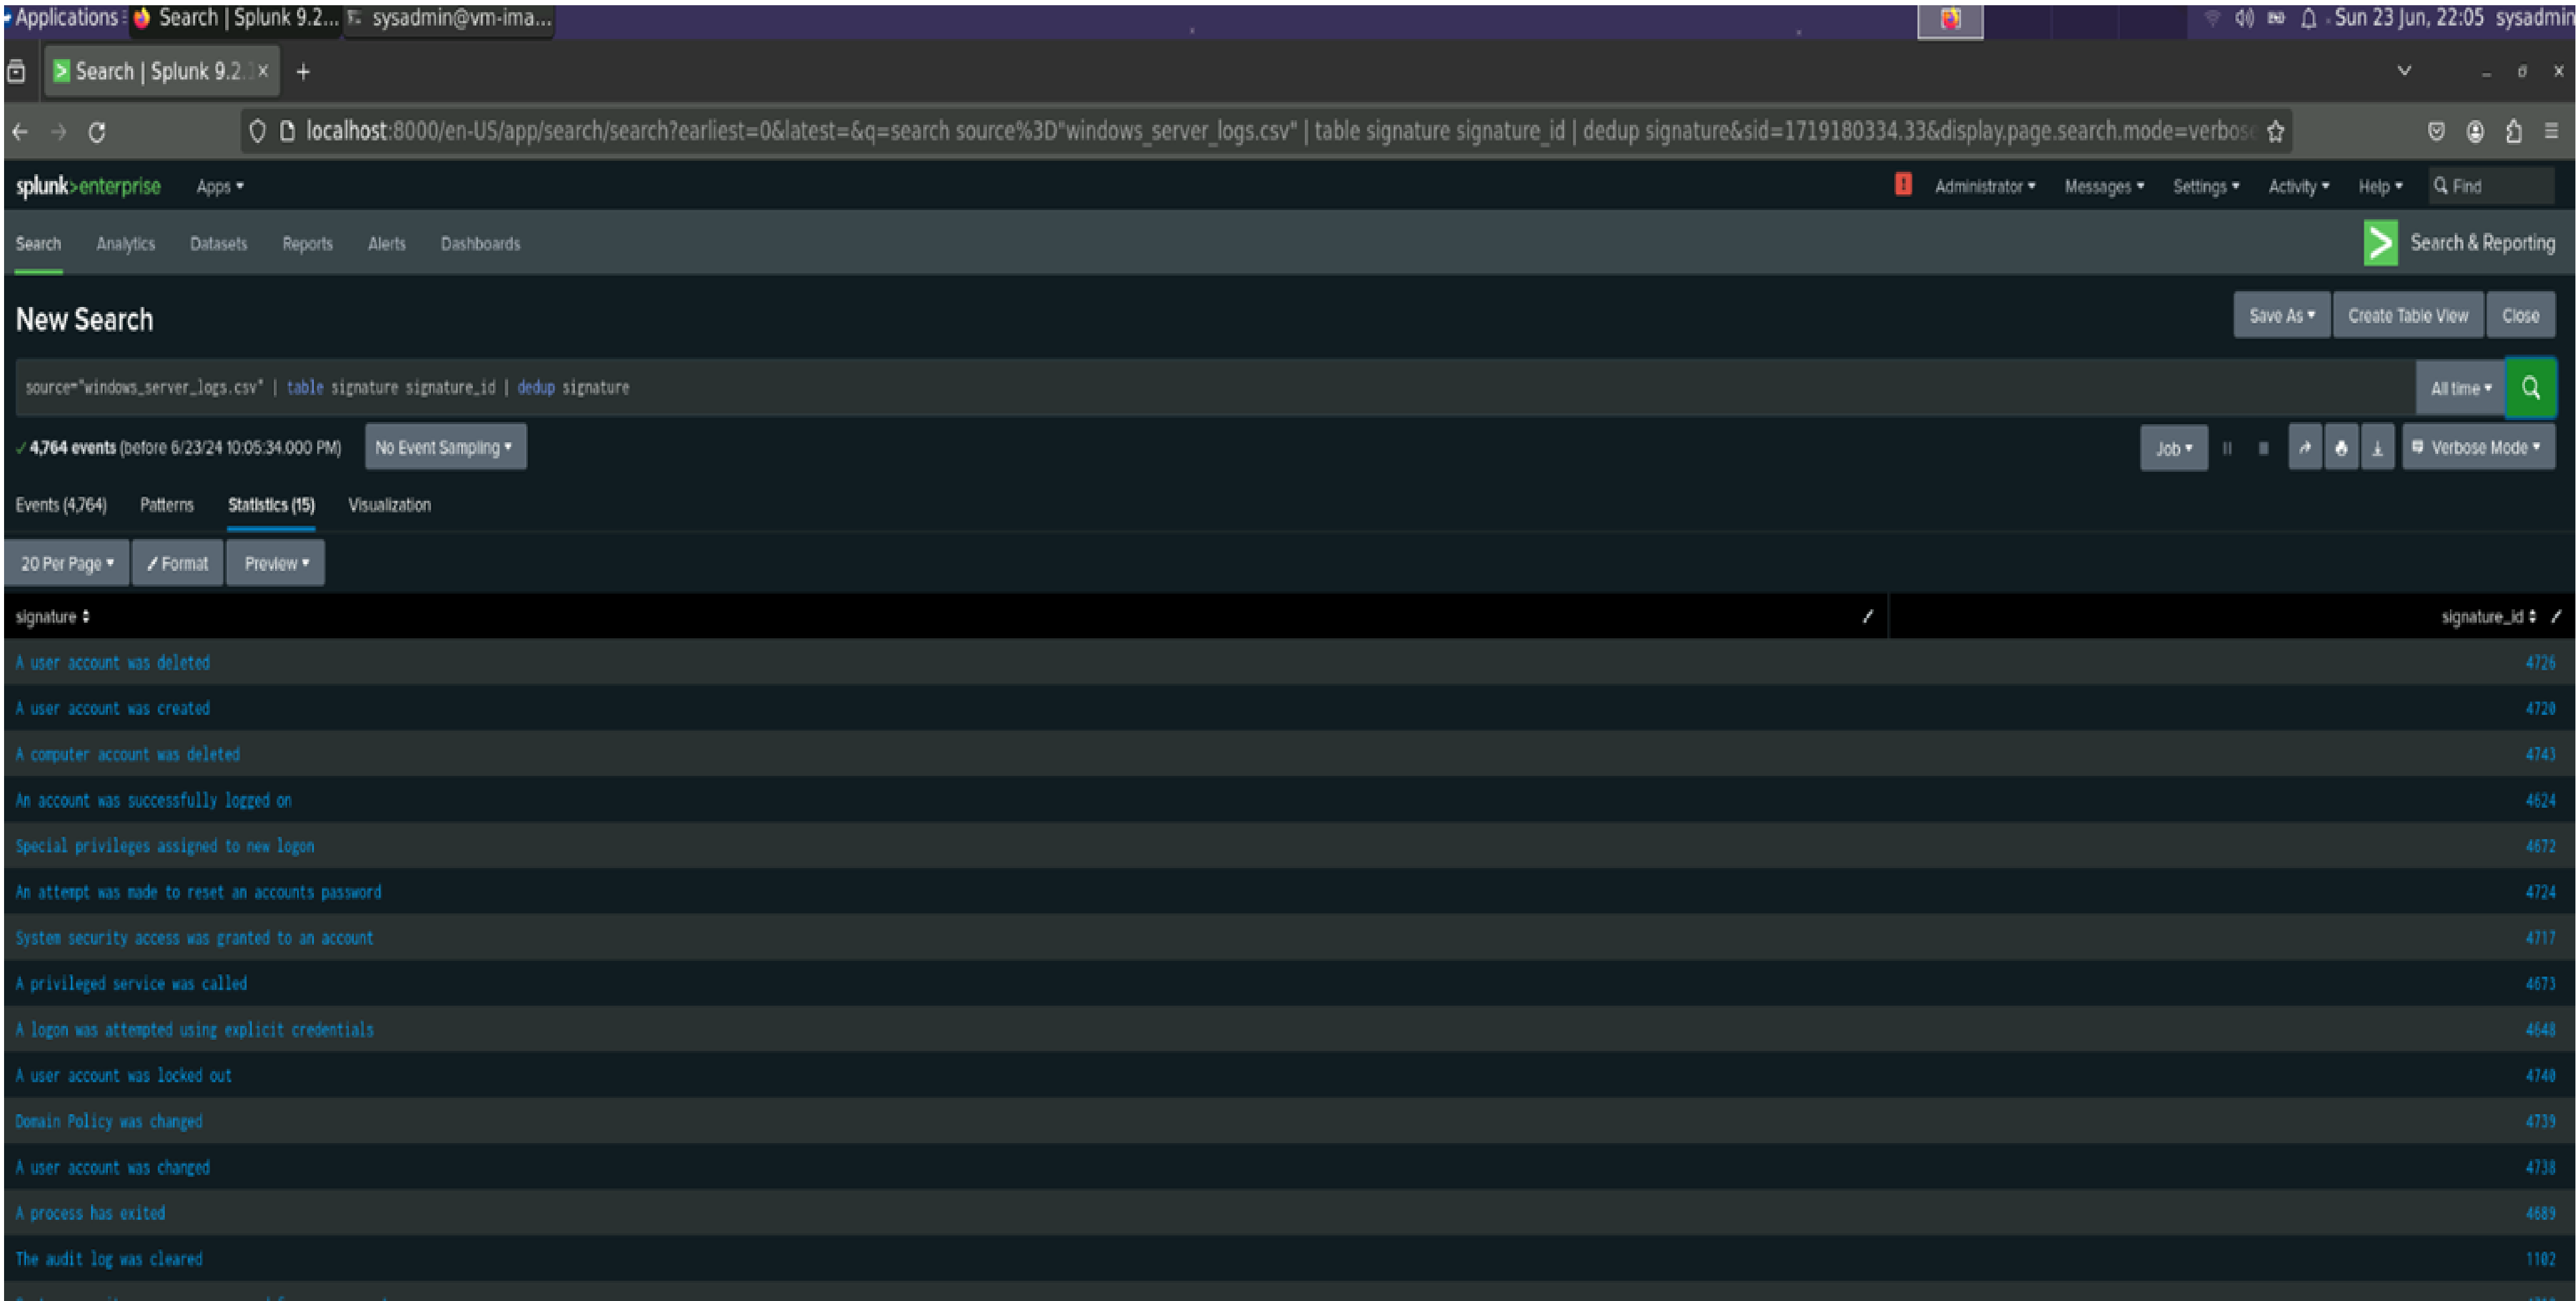 Applications Search | Splunk 9.2... sysadmin@vm-ima... Sun 23 Jun, 22:05 sysadmin
Search | Splunk 9.2.
localhost:8000/en-US/app/search/search?earliest=0&latest=&q=search source%3D"windows_server_logs.csv" | table signature signature_id | dedup signature&sid=1719180334.33&display.page.search.mode=verbose
splunk>enterprise Apps Administrator Messages Settings Activity Help Find
Search Analytics Datasets Reports Alerts Dashboards Search & Reporting
New Search Save As Create Table View Close
source="windows_server_logs.csv" | table signature signature_id | dedup signature All time
4,764 events (before 6/23/24 10:05:34.000 PM) No Event Sampling Job Verbose Mode
Events (4,764) Patterns Statistics (15) Visualization
20 Per Page Format Preview
signature signature_id
A user account was deleted 4726
A user account was created 4720
A computer account was deleted 4743
An account was successfully logged on 4624
Special privileges assigned to new logon 4672
An attempt was made to reset an accounts password 4724
System security access was granted to an account 4717
A privileged service was called 4673
A logon was attempted using explicit credentials 4648
A user account was locked out 4740
Domain Policy was changed 4739
A user account was changed 4738
A process has exited 4689
The audit log was cleared 1102